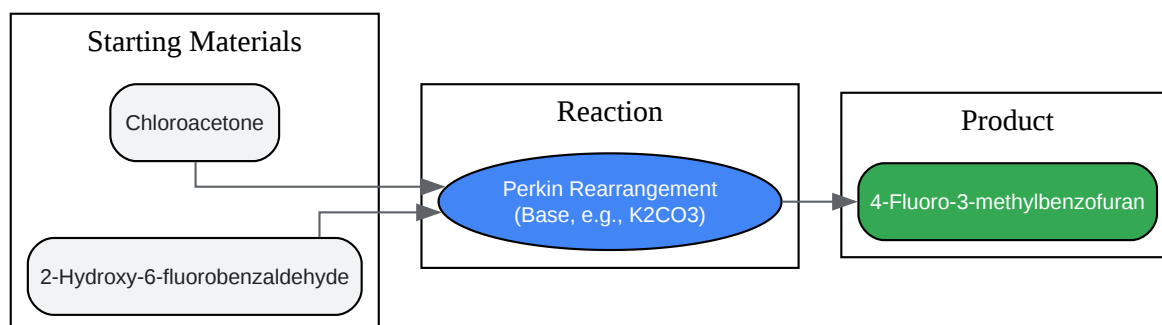 Starting Materials
Chloroacetone
2-Hydroxy-6-fluorobenzaldehyde
Reaction
Perkin Rearrangement
(Base, e.g., K2CO3)
Product
4-Fluoro-3-methylbenzofuran